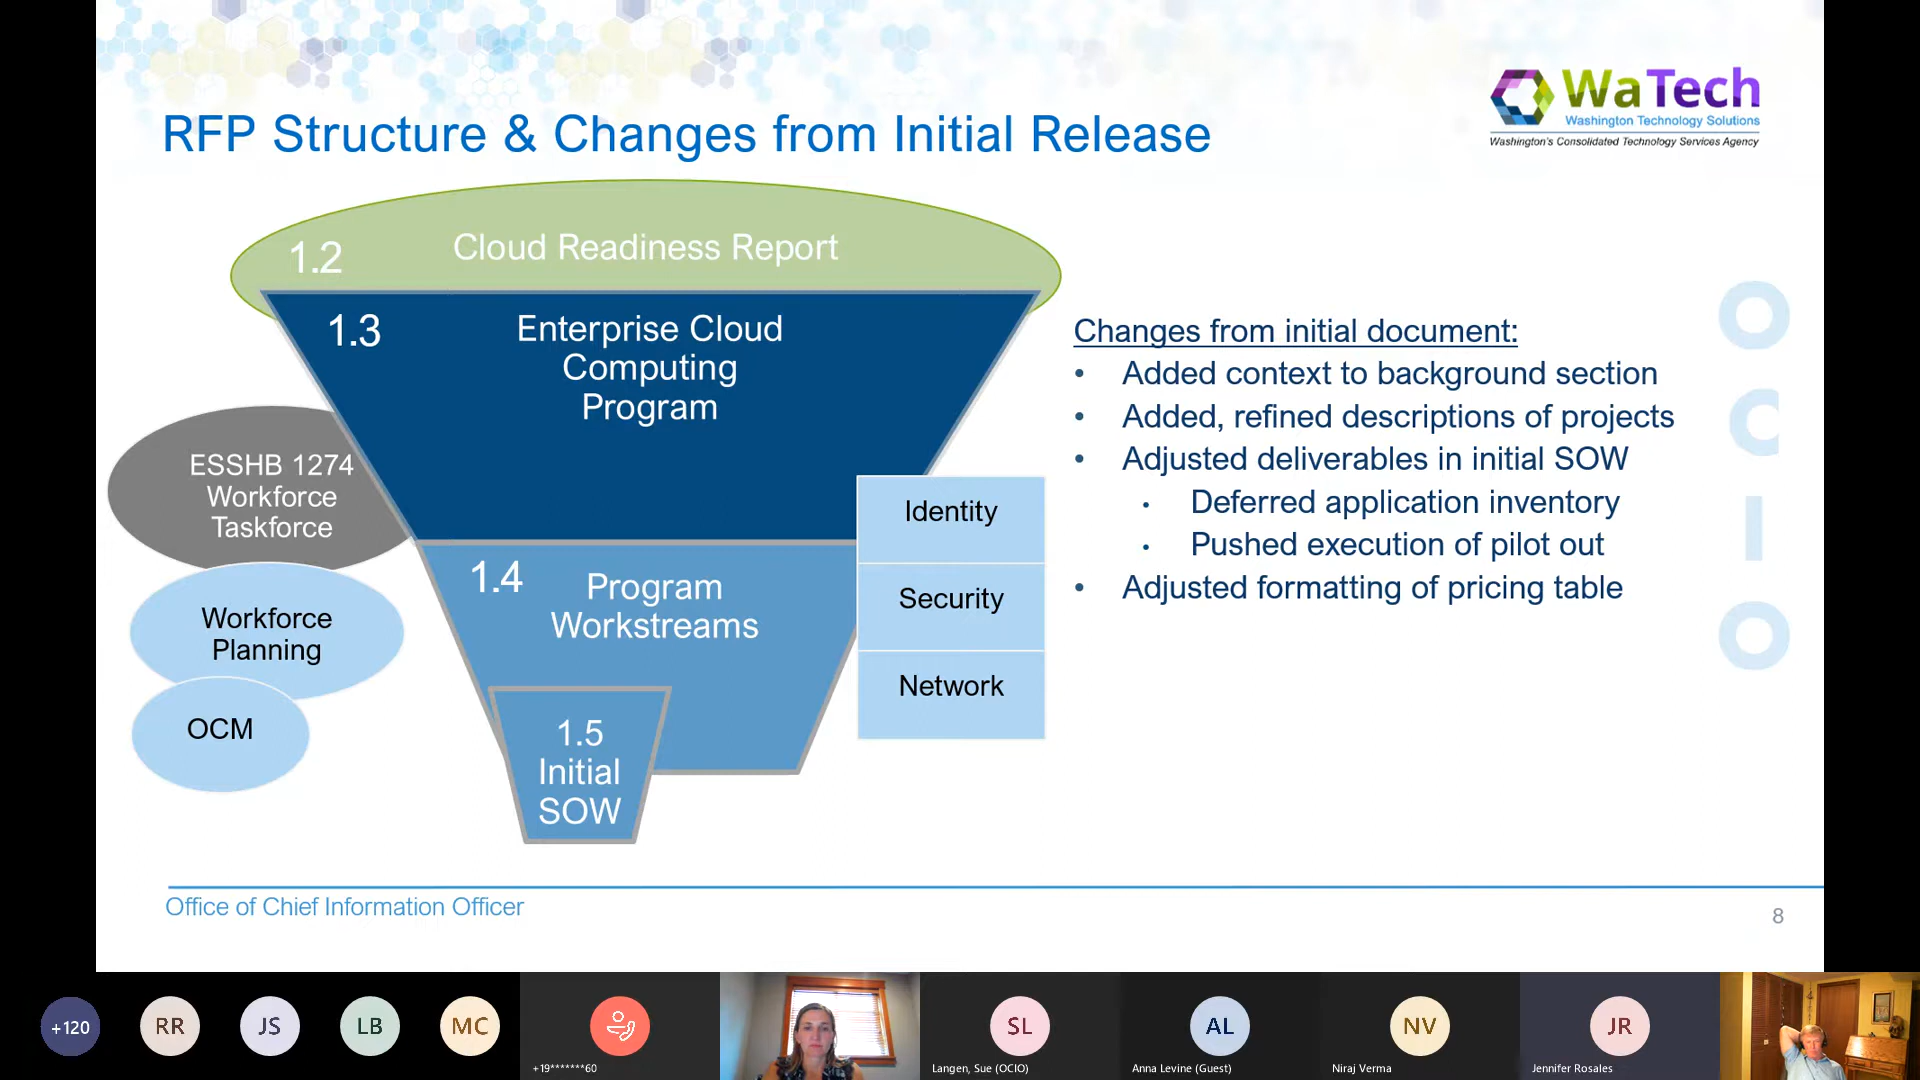 WaTech
Washington Technology Solutions
Washington's Consolidated Technology Services Agency
RFP Structure & Changes from Initial Release
1.2
Cloud Readiness Report
1.3
Enterprise Cloud
Computing
Program
ESSHB 1274
Workforce
Taskforce
Workforce
Planning
OCM
1.4
Program
Workstreams
1.5
Initial
SOW
Identity
Security
Network
Changes from initial document:
• Added context to background section
• Added, refined descriptions of projects
• Adjusted deliverables in initial SOW
• Deferred application inventory
• Pushed execution of pilot out
• Adjusted formatting of pricing table
O
C
I
O
Office of Chief Information Officer
8
+120
RR
JS
LB
MC
+19*******60
SL
Langen, Sue (OCIO)
AL
Anna Levine (Guest)
NV
Niraj Verma
JR
Jennifer Rosales